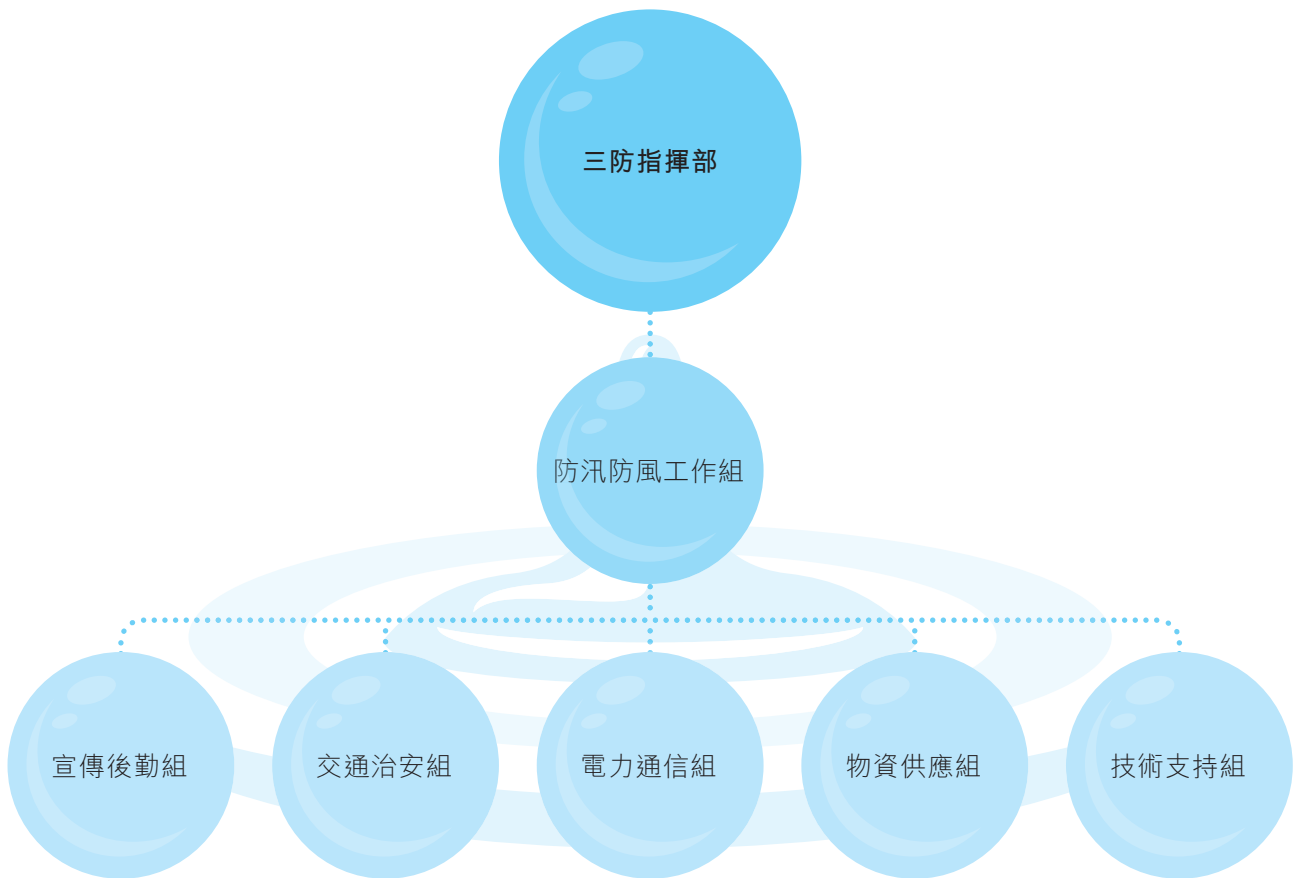 三防指揮部
防汛防風工作組
宣傳後勤組
交通治安組
電力通信組
物資供應組
技術支持組